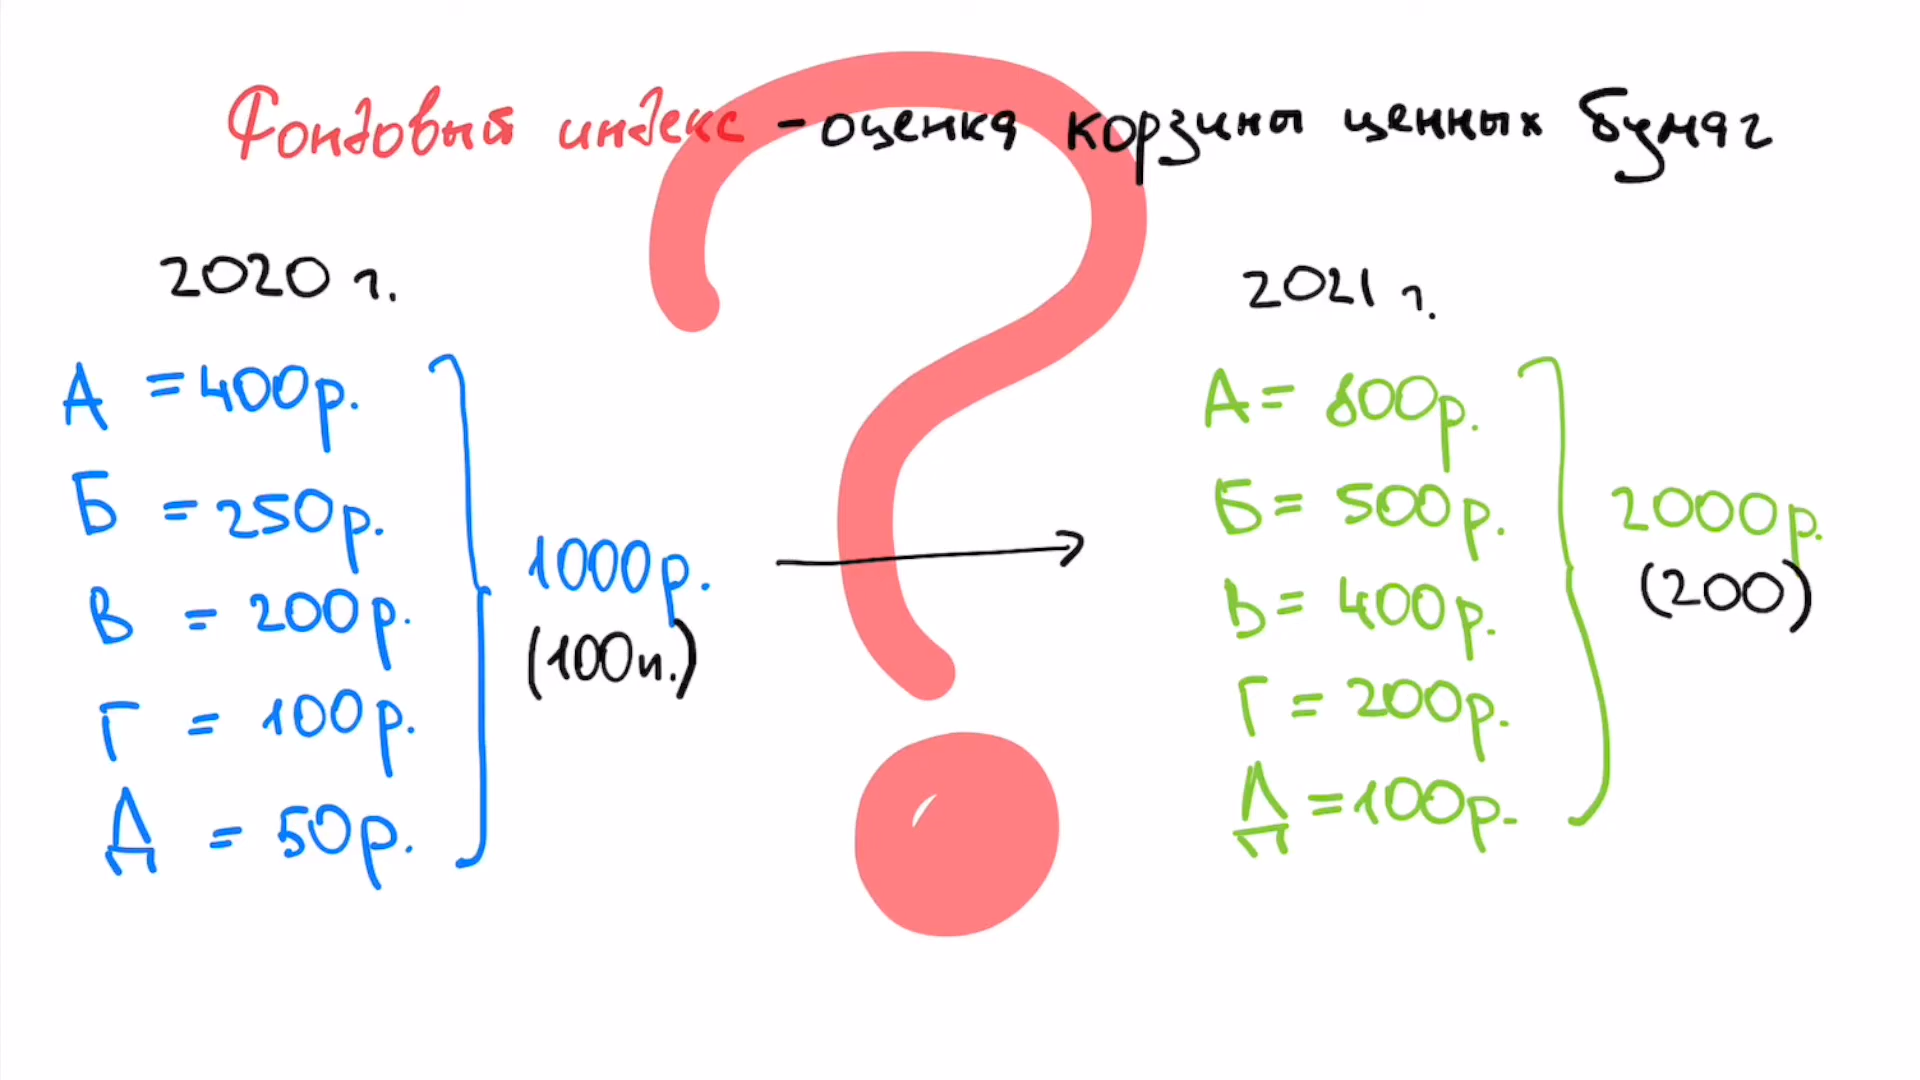 Фондовый индекс - оценка корзины ценных бумаг
2020 г.
А = 400р.
Б = 250р.
В = 200р.
Г = 100р.
Д = 50р.
1000р.
(100п.)
2021 г.
А = 800р.
Б = 500р.
В = 400р.
Г = 200р.
Д = 100р.
2000р.
(200)